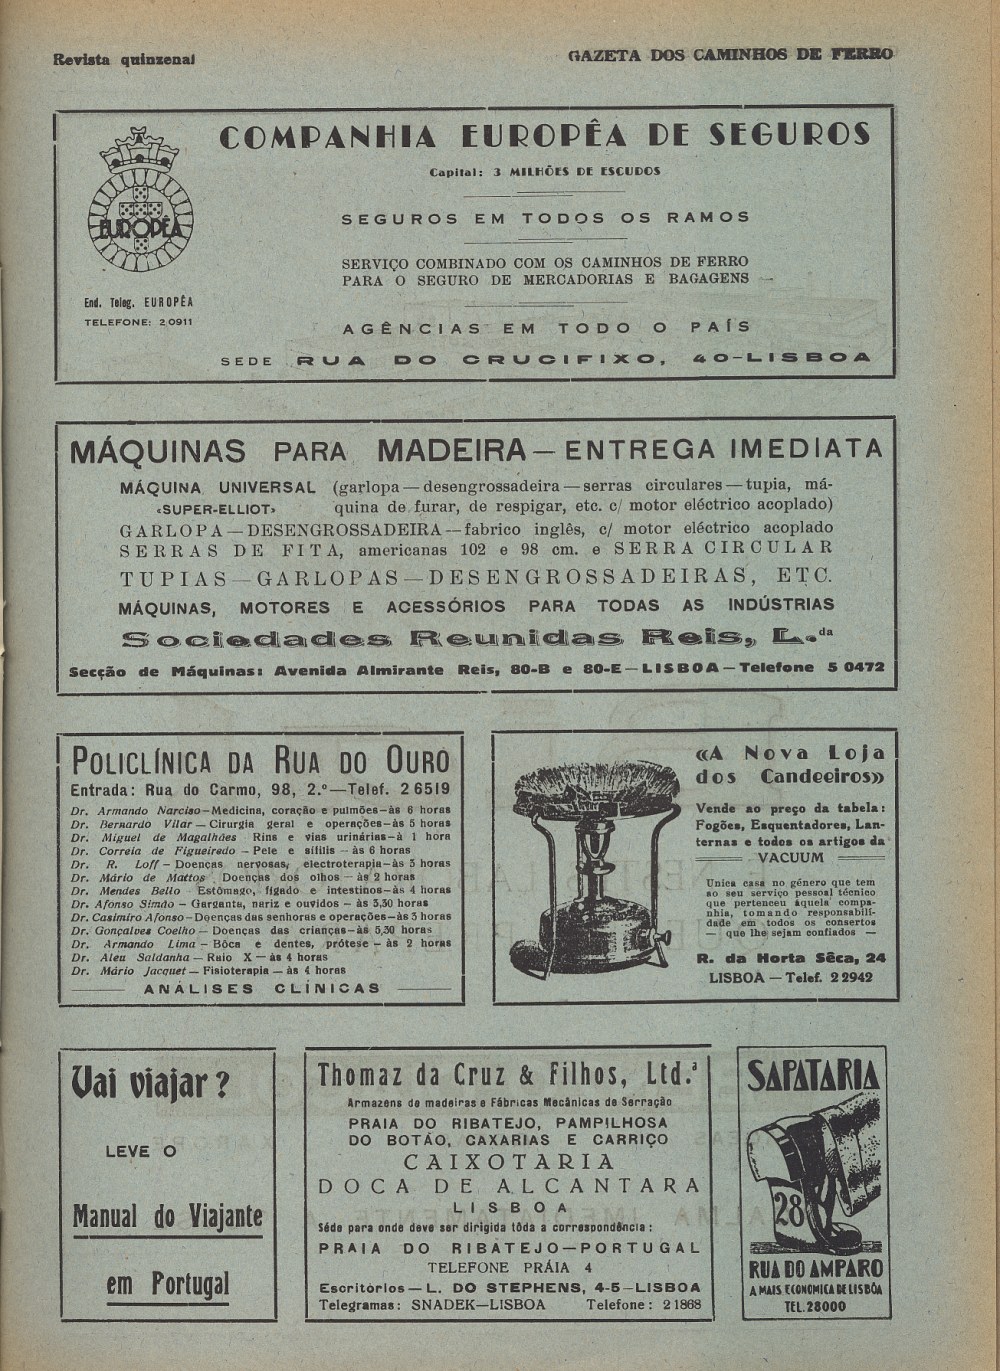 Revista quinzenal
GAZETA DOS CAMINHOS DE FERRO
EUROPÊA
End. Teleg. EUROPÊA
TELEFONE: 2 0911
COMPANHIA EUROPÊA DE SEGUROS
Capital: 3 MILHÕES DE ESCUDOS
SEGUROS EM TODOS OS RAMOS
SERVIÇO COMBINADO COM OS CAMINHOS DE FERRO
PARA O SEGURO DE MERCADORIAS E BAGAGENS
AGÊNCIAS EM TODO O PAÍS
SEDE RUA DO CRUCIFIXO, 40-LISBOA
MÁQUINAS PARA MADEIRA — ENTREGA IMEDIATA
MÁQUINA UNIVERSAL (garlopa — desengrossadeira — serras circulares — tupia, má-
«SUPER-ELLIOT» quina de furar, de respigar, etc. c/ motor eléctrico acoplado)
GARLOPA — DESENGROSSADEIRA — fabrico inglês, c/ motor eléctrico acoplado
SERRAS DE FITA, americanas 102 e 98 cm. e SERRA CIRCULAR
TUPIAS — GARLOPAS — DESENGROSSADEIRAS, ETC.
MÁQUINAS, MOTORES E ACESSÓRIOS PARA TODAS AS INDÚSTRIAS
Sociedades Reunidas Reis, L.da
Secção de Máquinas: Avenida Almirante Reis, 80-B e 80-E — LISBOA — Telefone 5 0472
POLICLÍNICA DA RUA DO OURO
Entrada: Rua do Carmo, 98, 2.º — Telef. 2 6519
Dr. Armando Narciso — Medicina, coração e pulmões — às 6 horas
Dr. Bernardo Vilar — Cirurgia geral e operações — às 5 horas
Dr. Miguel de Magalhães Rins e vias urinárias — à 1 hora
Dr. Correia de Figueiredo — Pele e sífilis — às 6 horas
Dr. R. Loff — Doenças nervosas, electroterapia — às 3 horas
Dr. Mário de Mattos Doenças dos olhos — às 2 horas
Dr. Mendes Bello Estômago, fígado e intestinos — às 4 horas
Dr. Afonso Simão — Garganta, nariz e ouvidos — às 3,30 horas
Dr. Casimiro Afonso — Doenças das senhoras e operações — às 3 horas
Dr. Gonçalves Coelho — Doenças das crianças — às 5,30 horas
Dr. Armando Lima — Bôca e dentes, prótese — às 2 horas
Dr. Aleu Saldanha — Raio X — às 4 horas
Dr. Mário Jacquet — Fisioterapia — às 4 horas
ANÁLISES CLÍNICAS
«A Nova Loja
dos Candeeiros»
Vende ao preço da tabela:
Fogões, Esquentadores, Lan-
ternas e todos os artigos da
VACUUM
Unica casa no género que tem
ao seu serviço pessoal técnico
que pertenceu àquela compa-
nhia, tomando responsabili-
dade em todos os consertos
— que lhe sejam confiados —
R. da Horta Sêca, 24
LISBOA — Telef. 2 2942
Vai viajar?
LEVE O
Manual do Viajante
em Portugal
Thomaz da Cruz & Filhos, Ltd.ª
Armazens de madeiras e Fábricas Mecânicas de Serração
PRAIA DO RIBATEJO, PAMPILHOSA
DO BOTÃO, CAXARIAS E CARRIÇO
CAIXOTARIA
DOCA DE ALCANTARA
LISBOA
Séde para onde deve ser dirigida tôda a correspondência:
PRAIA DO RIBATEJO — PORTUGAL
TELEFONE PRÁIA 4
Escritórios — L. DO STEPHENS, 4-5 — LISBOA
Telegramas: SNADEK — LISBOA Telefone: 2 1868
SAPATARIA
28
RUA DO AMPARO
A MAIS ECONOMICA DE LISBÔA
TEL. 28000